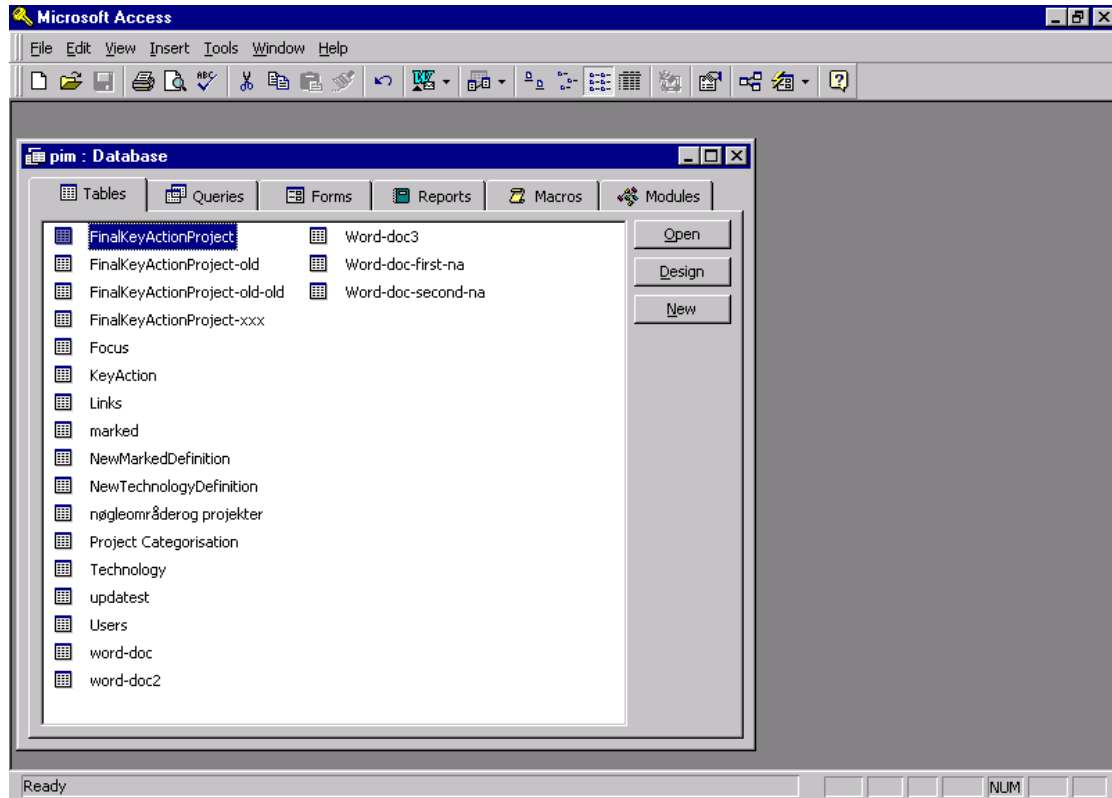 Microsoft Access
File Edit View Insert Tools Window Help
ABC
pim : Database
Tables Queries Forms Reports Macros Modules
FinalKeyActionProject
FinalKeyActionProject-old
FinalKeyActionProject-old-old
FinalKeyActionProject-xxx
Focus
KeyAction
Links
marked
NewMarkedDefinition
NewTechnologyDefinition
nøgleområderog projekter
Project Categorisation
Technology
updatest
Users
word-doc
word-doc2
Word-doc3
Word-doc-first-na
Word-doc-second-na
Open
Design
New
Ready NUM